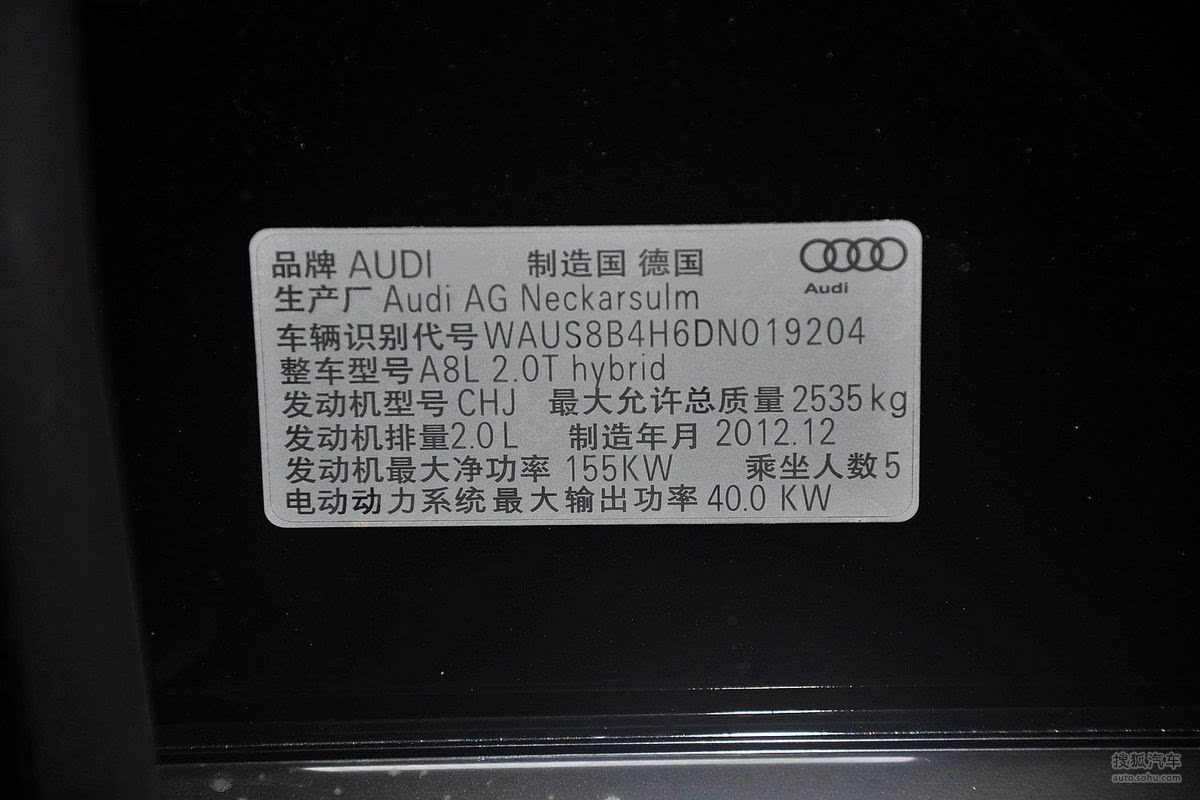 品牌 AUDI 制造国 德国
Audi
生产厂 Audi AG Neckarsulm
车辆识别代号 WAUS8B4H6DN019204
整车型号 A8L 2.0T hybrid
发动机型号 CHJ 最大允许总质量 2535 kg
发动机排量 2.0 L 制造年月 2012.12
发动机最大净功率 155KW 乘坐人数 5
电动动力系统最大输出功率 40.0 KW
搜狐汽车
auto.sohu.com